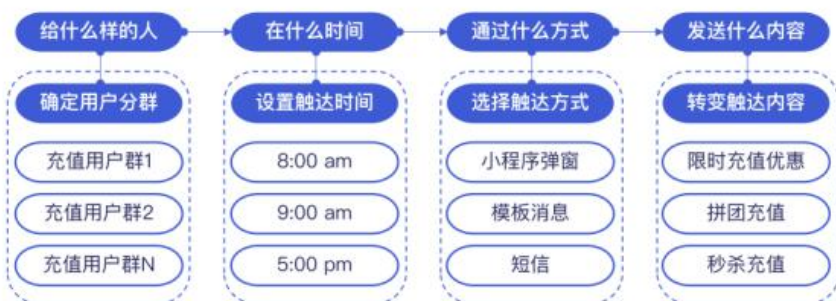 给什么样的人
在什么时间
通过什么方式
发送什么内容
确定用户分群
设置触达时间
选择触达方式
转变触达内容
充值用户群1
8:00 am
小程序弹窗
限时充值优惠
充值用户群2
9:00 am
模板消息
拼团充值
充值用户群N
5:00 pm
短信
秒杀充值